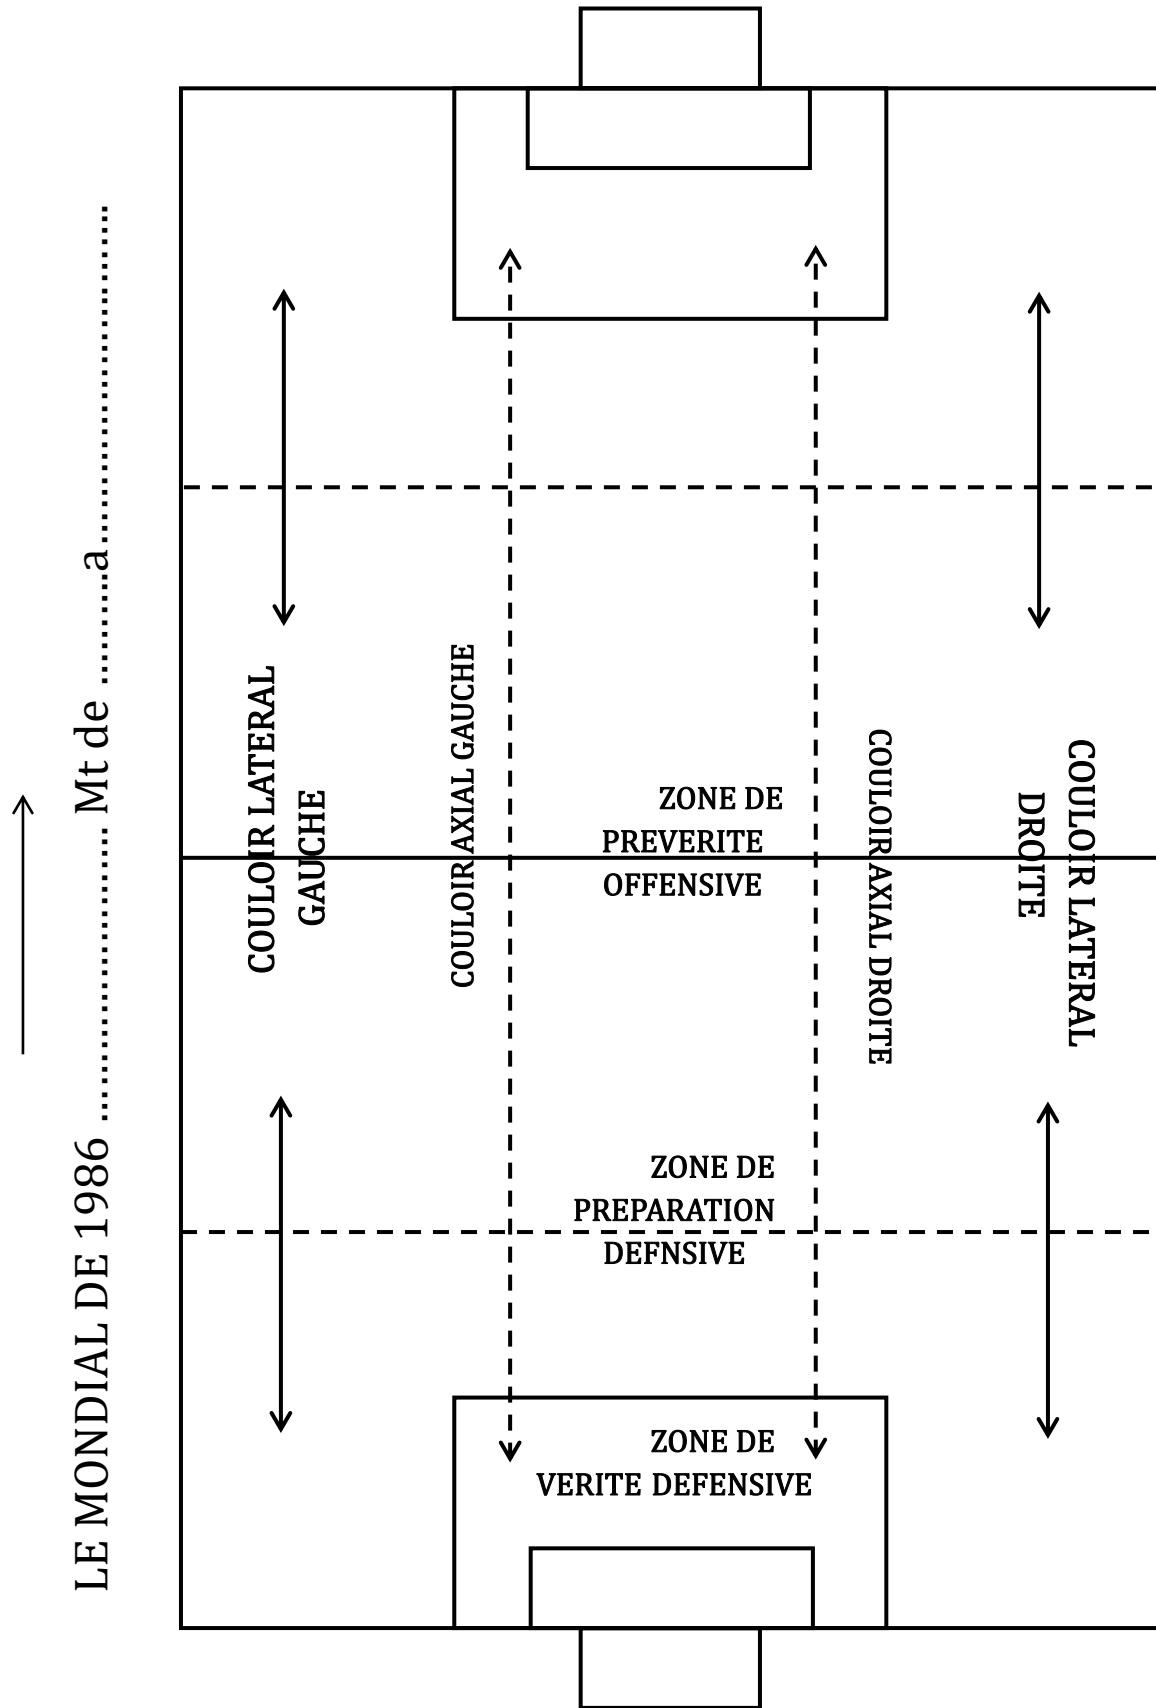 LE MONDIAL DE 1986 ................................. Mt de ............a.......................................
COULOIR LATERAL
GAUCHE
COULOIR AXIAL GAUCHE
ZONE DE
PREVERITE
OFFENSIVE
COULOIR AXIAL DROITE
COULOIR LATERAL
DROITE
ZONE DE
PREPARATION
DEFNSIVE
ZONE DE
VERITE DEFENSIVE